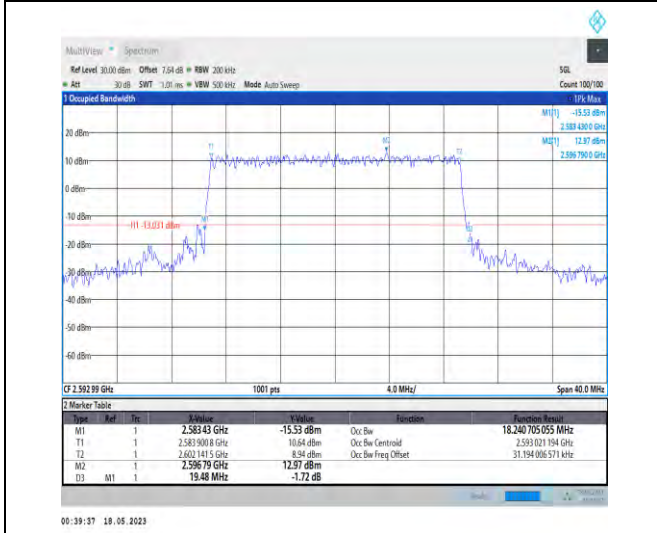 MultiView Spectrum
Ref Level 30.00 dBm Offset 7.54 dB RBW 200 kHz SGL
Att 30 dB SWT 1.01 ms VBW 500 kHz Mode Auto Sweep Count 100/100
1 Occupied Bandwidth 1Pk Max
M1[1] -15.53 dBm
2.583 430 0 GHz
M2[1] 12.97 dBm
2.596 790 0 GHz
20 dBm
T1 M2 T2
10 dBm
0 dBm
-10 dBm
H1 -13.031 dBm M1
-20 dBm
-30 dBm
-40 dBm
-50 dBm
-60 dBm
CF 2.592 99 GHz 1001 pts 4.0 MHz/ Span 40.0 MHz
2 Marker Table
Type Ref Trc X-Value Y-Value Function Function Result
M1 1 2.583 43 GHz -15.53 dBm Occ Bw 18.240 705 055 MHz
T1 1 2.583 900 8 GHz 10.64 dBm Occ Bw Centroid 2.593 021 194 GHz
T2 1 2.602 141 5 GHz 8.94 dBm Occ Bw Freq Offset 31.194 006 571 kHz
M2 1 2.596 79 GHz 12.97 dBm
D3 M1 1 19.48 MHz -1.72 dB
00:39:37 18.05.2023